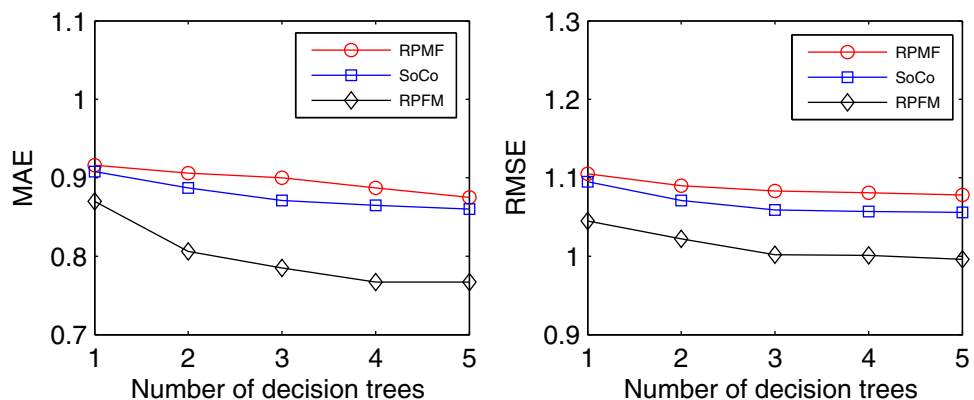 1.1
1
0.9
0.8
0.7
MAE
1 2 3 4 5
Number of decision trees
RPMF
SoCo
RPFM
1.3
1.2
1.1
1
0.9
RMSE
1 2 3 4 5
Number of decision trees
RPMF
SoCo
RPFM